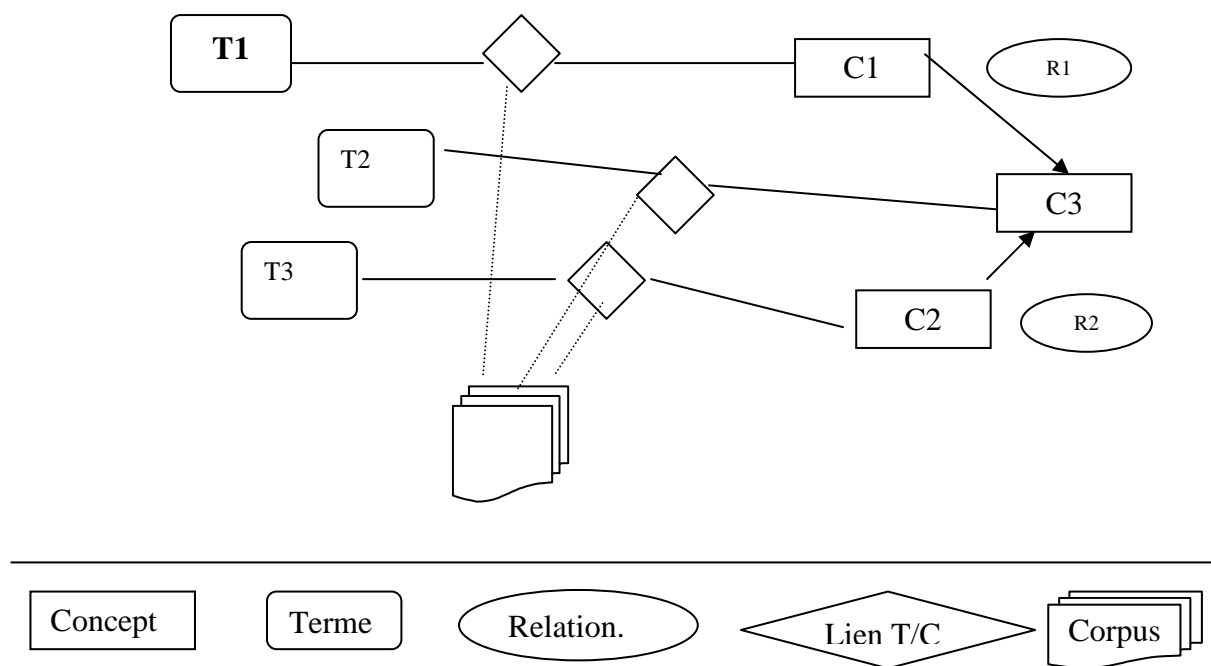 T1
C1
R1
T2
C3
T3
C2
R2
Concept
Terme
Relation.
Lien T/C
Corpus